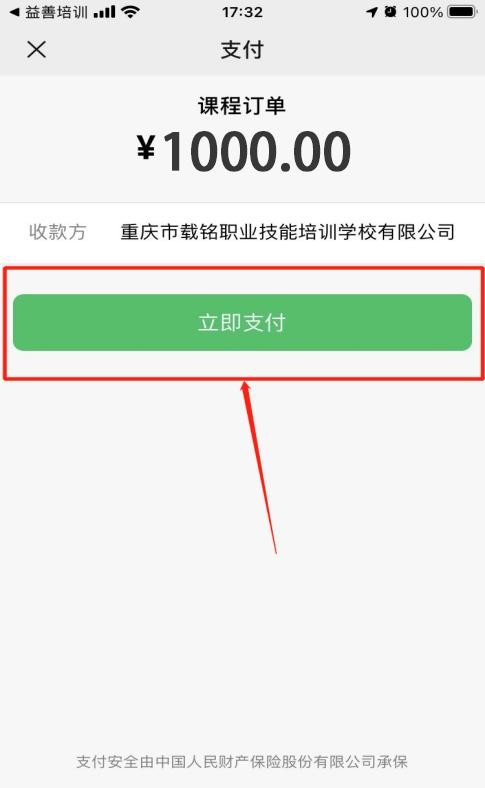 益善培训 17:32 100%
支付
课程订单
¥1000.00
收款方 重庆市载铭职业技能培训学校有限公司
立即支付
支付安全由中国人民财产保险股份有限公司承保